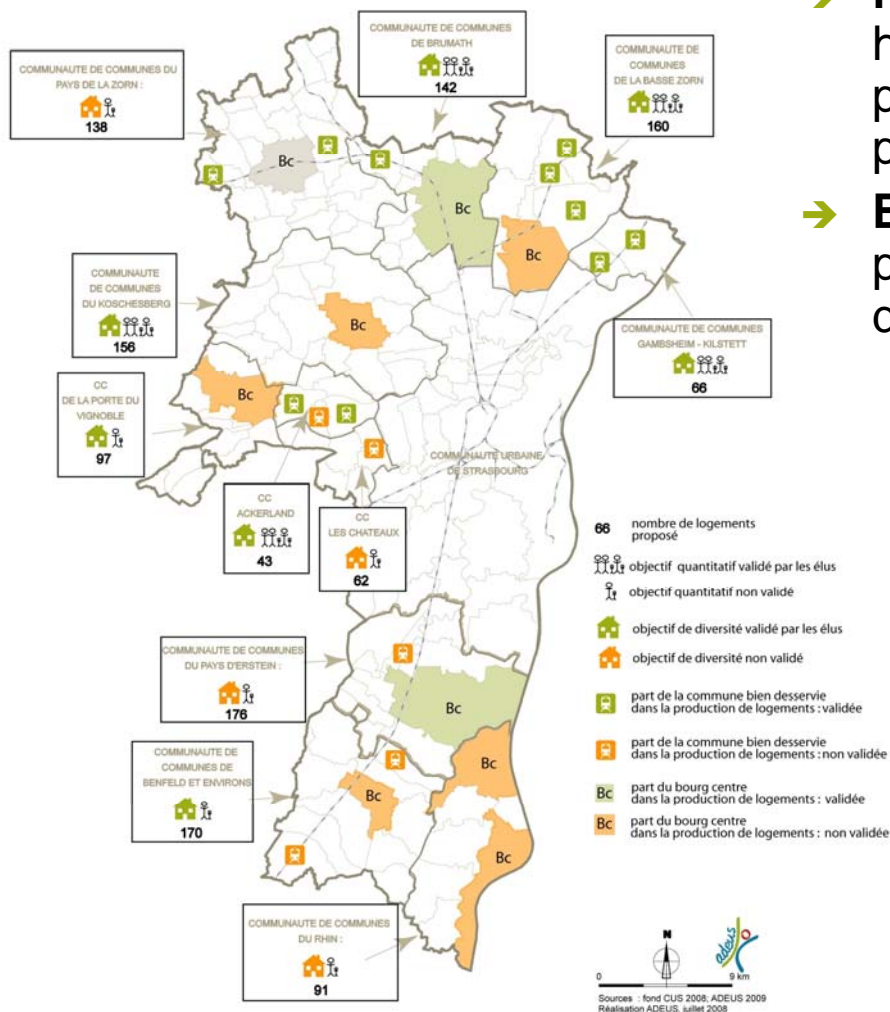 COMMUNAUTE DE COMMUNES
DE BRUMATH
142
COMMUNAUTE DE COMMUNES DU
PAYS DE LA ZORN :
138
COMMUNAUTE DE
COMMUNES
DE LA BASSE ZORN
160
Bc
Bc
Bc
COMMUNAUTE
DE COMMUNES
DU KOSCHESBERG
156
Bc
COMMUNAUTE DE COMMUNES
GAMBSHEIM - KILSTETT
66
CC
DE LA PORTE DU
VIGNOBLE
97
Bc
COMMUNAUTE URBAINE
DE STRASBOURG
CC
ACKERLAND
43
CC
LES CHATEAUX
62
COMMUNAUTE DE COMMUNES
DU PAYS D'ERSTEIN :
176
Bc
COMMUNAUTE DE
COMMUNES DE
BENFELD ET ENVIRONS
170
Bc
Bc
Bc
COMMUNAUTE DE COMMUNES
DU RHIN :
91
66 nombre de logements
proposé
objectif quantitatif validé par les élus
objectif quantitatif non validé
objectif de diversité validé par les élus
objectif de diversité non validé
part de la commune bien desservie
dans la production de logements : validée
part de la commune bien desservie
dans la production de logements : non validée
Bc part du bourg centre
dans la production de logements : validée
Bc part du bourg centre
dans la production de logements : non validée
N
adeus
0 9 km
Sources : fond CUS 2008; ADEUS 2009
Réalisation ADEUS, juillet 2008